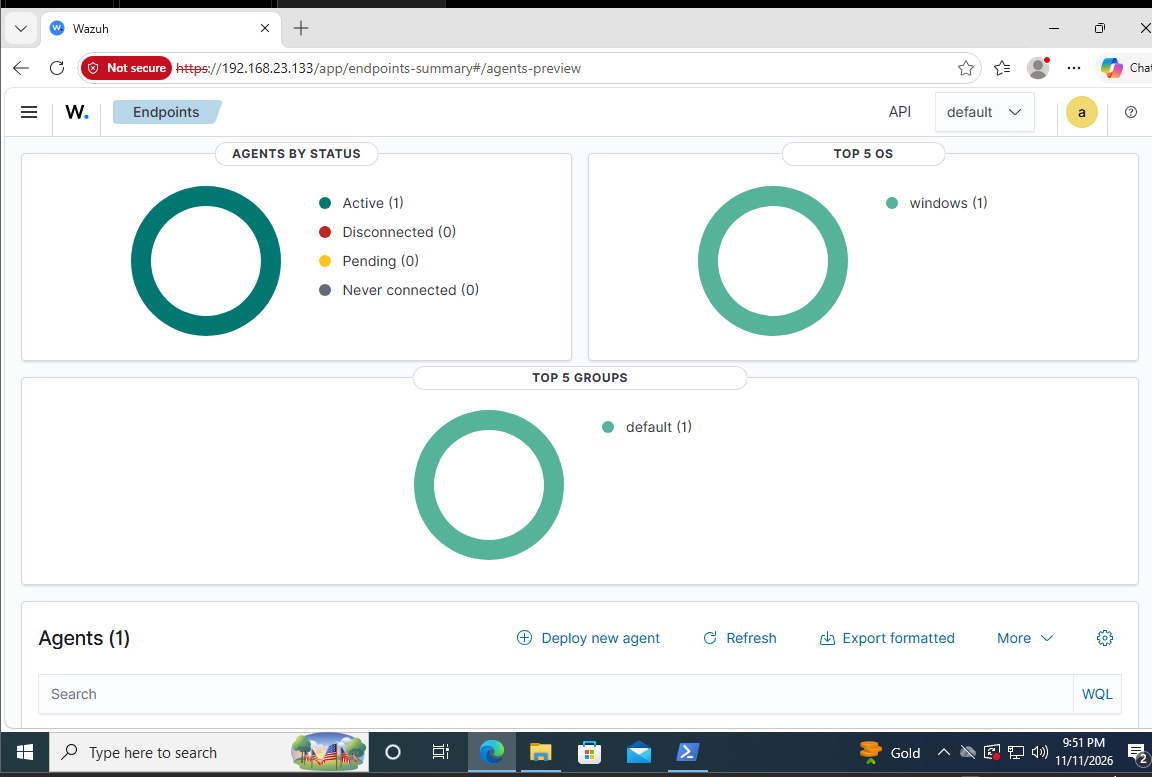 Wazuh
Not secure https://192.168.23.133/app/endpoints-summary#/agents-preview
Chat
W. Endpoints API default a
AGENTS BY STATUS
Active (1)
Disconnected (0)
Pending (0)
Never connected (0)
TOP 5 OS
windows (1)
TOP 5 GROUPS
default (1)
Agents (1) Deploy new agent Refresh Export formatted More
Search WQL
Type here to search Gold
9:51 PM
11/11/2026
2